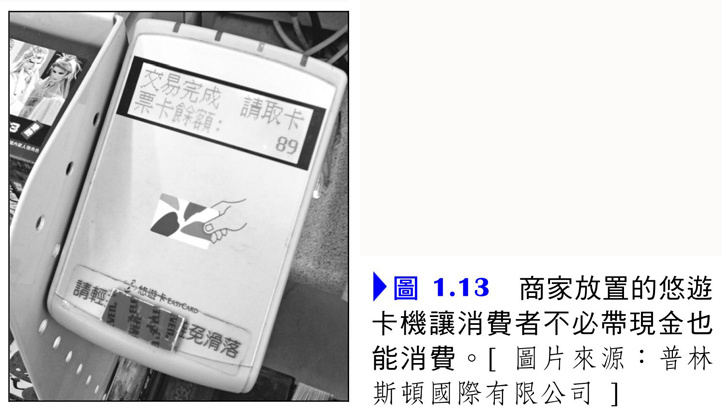 交易完成 請取卡
票卡餘額：
89
悠遊卡 EASYCARD
請輕
免滑落
圖 1.13 商家放置的悠遊
卡機讓消費者不必帶現金也
能消費。[ 圖片來源：普林
斯頓國際有限公司 ]